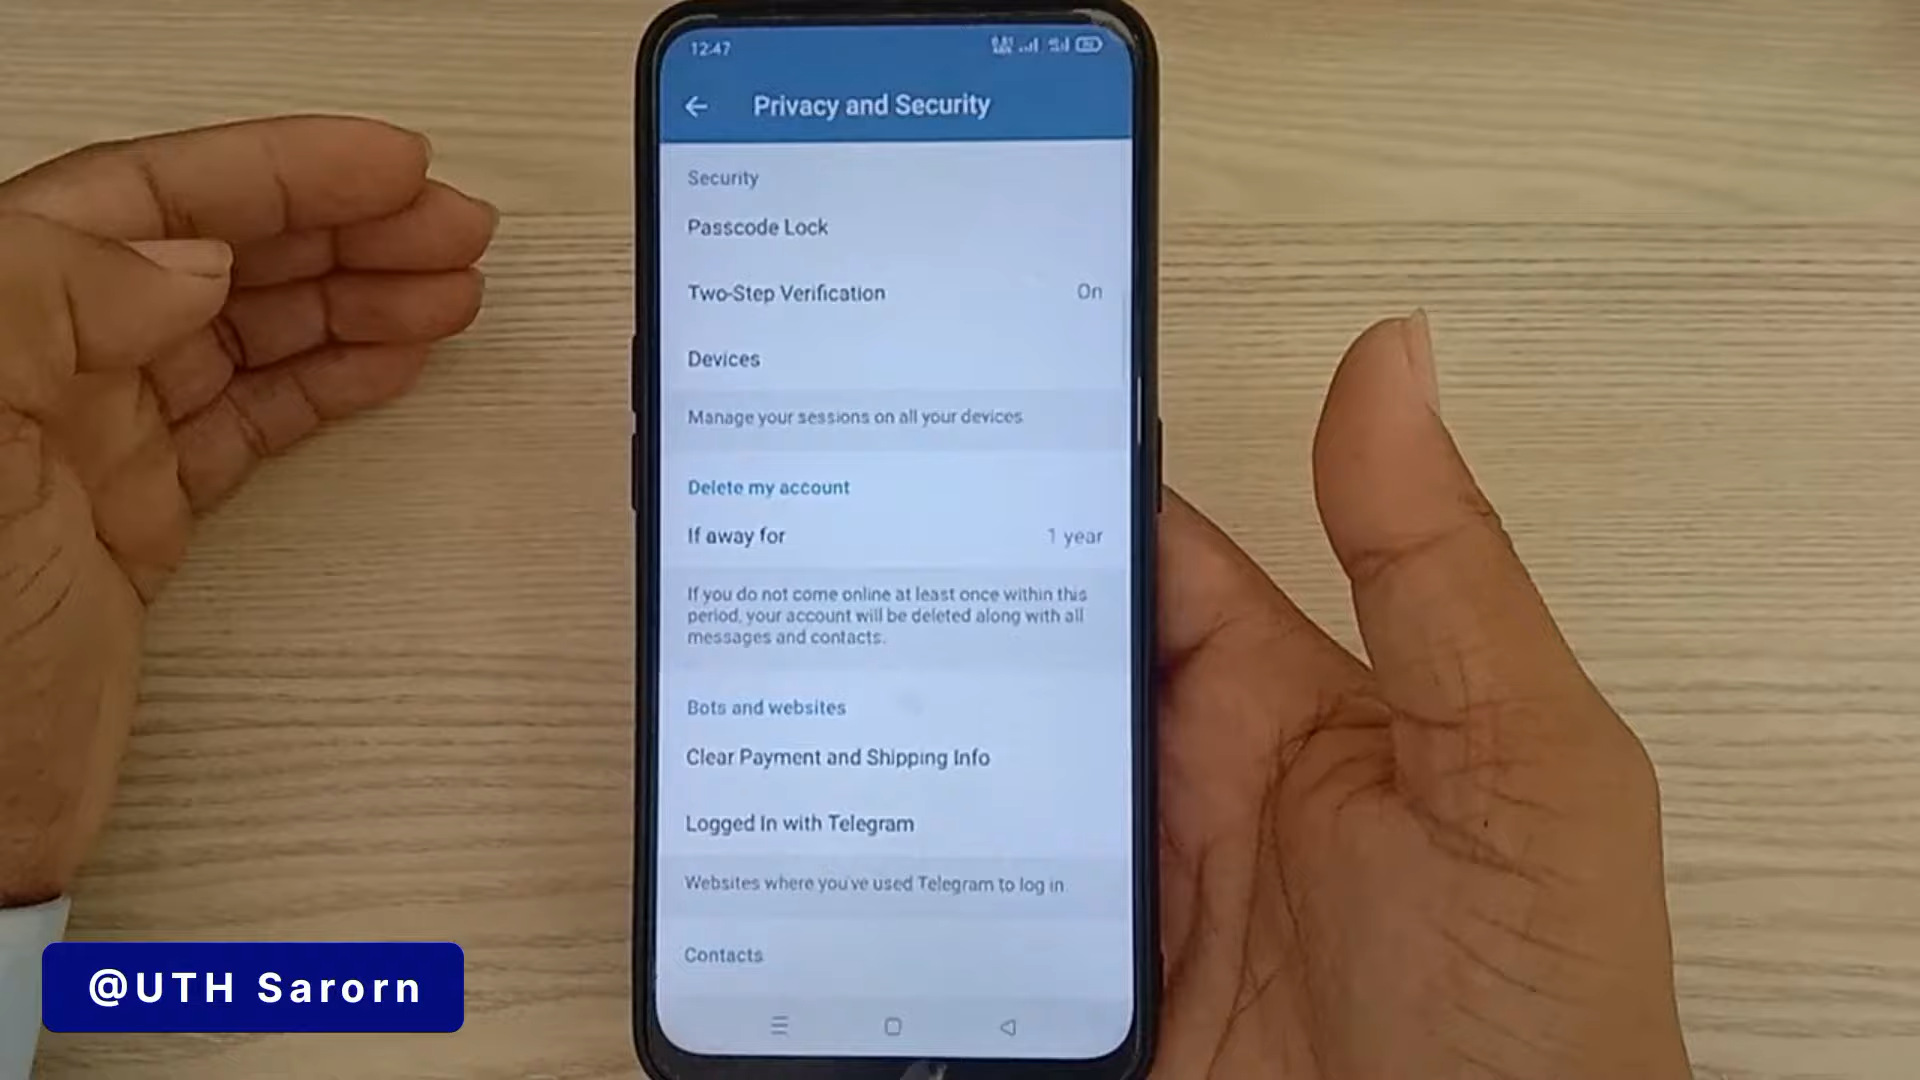 12:47
Privacy and Security
Security
Passcode Lock
Two-Step Verification On
Devices
Manage your sessions on all your devices
Delete my account
If away for 1 year
If you do not come online at least once within this
period, your account will be deleted along with all
messages and contacts.
Bots and websites
Clear Payment and Shipping Info
Logged In with Telegram
Websites where you've used Telegram to log in
Contacts
@UTH Sarorn